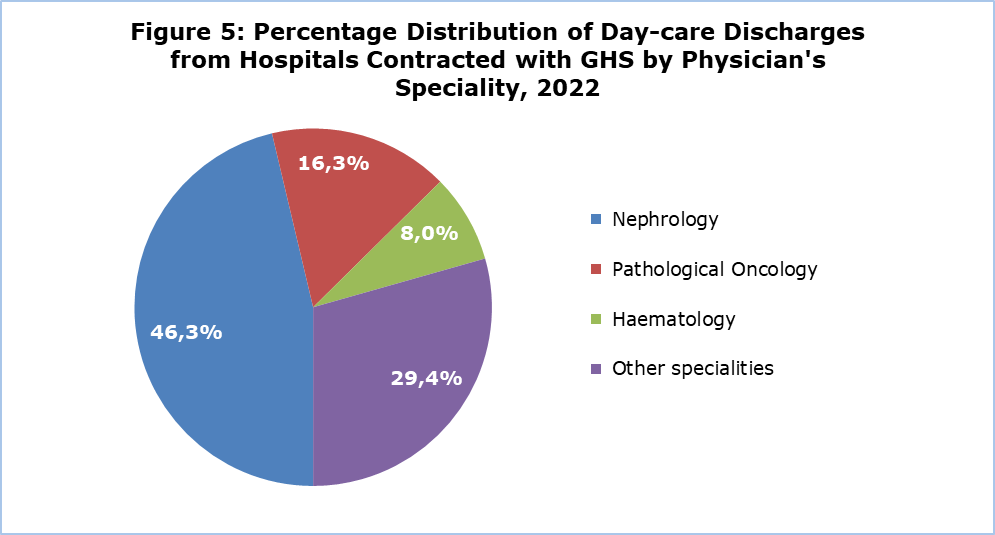 Figure 5: Percentage Distribution of Day-care Discharges
from Hospitals Contracted with GHS by Physician's
Speciality, 2022
16,3%
8,0%
46,3%
29,4%
Nephrology
Pathological Oncology
Haematology
Other specialities